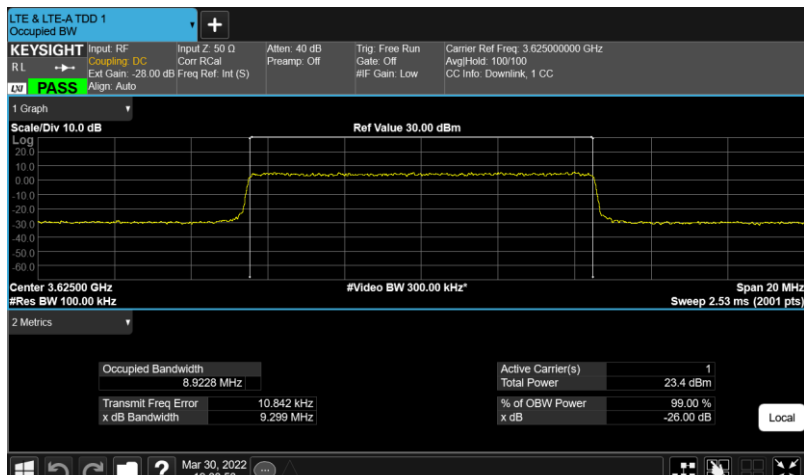 LTE & LTE-A TDD 1
Occupied BW
KEYSIGHT
R L
LXI
PASS
Input: RF
Coupling: DC
Ext Gain: -28.00 dB
Align: Auto
Input Z: 50 Ω
Corr RCal
Freq Ref: Int (S)
Atten: 40 dB
Preamp: Off
Trig: Free Run
Gate: Off
#IF Gain: Low
Carrier Ref Freq: 3.625000000 GHz
Avg|Hold: 100/100
CC Info: Downlink, 1 CC
1 Graph
Scale/Div 10.0 dB
Ref Value 30.00 dBm
Log
20.0
10.0
0.00
-10.0
-20.0
-30.0
-40.0
-50.0
-60.0
Center 3.62500 GHz
#Video BW 300.00 kHz*
Span 20 MHz
#Res BW 100.00 kHz
Sweep 2.53 ms (2001 pts)
2 Metrics
Occupied Bandwidth
8.9228 MHz
Transmit Freq Error 10.842 kHz
x dB Bandwidth 9.299 MHz
Active Carrier(s) 1
Total Power 23.4 dBm
% of OBW Power 99.00 %
x dB -26.00 dB
Local
?
Mar 30, 2022